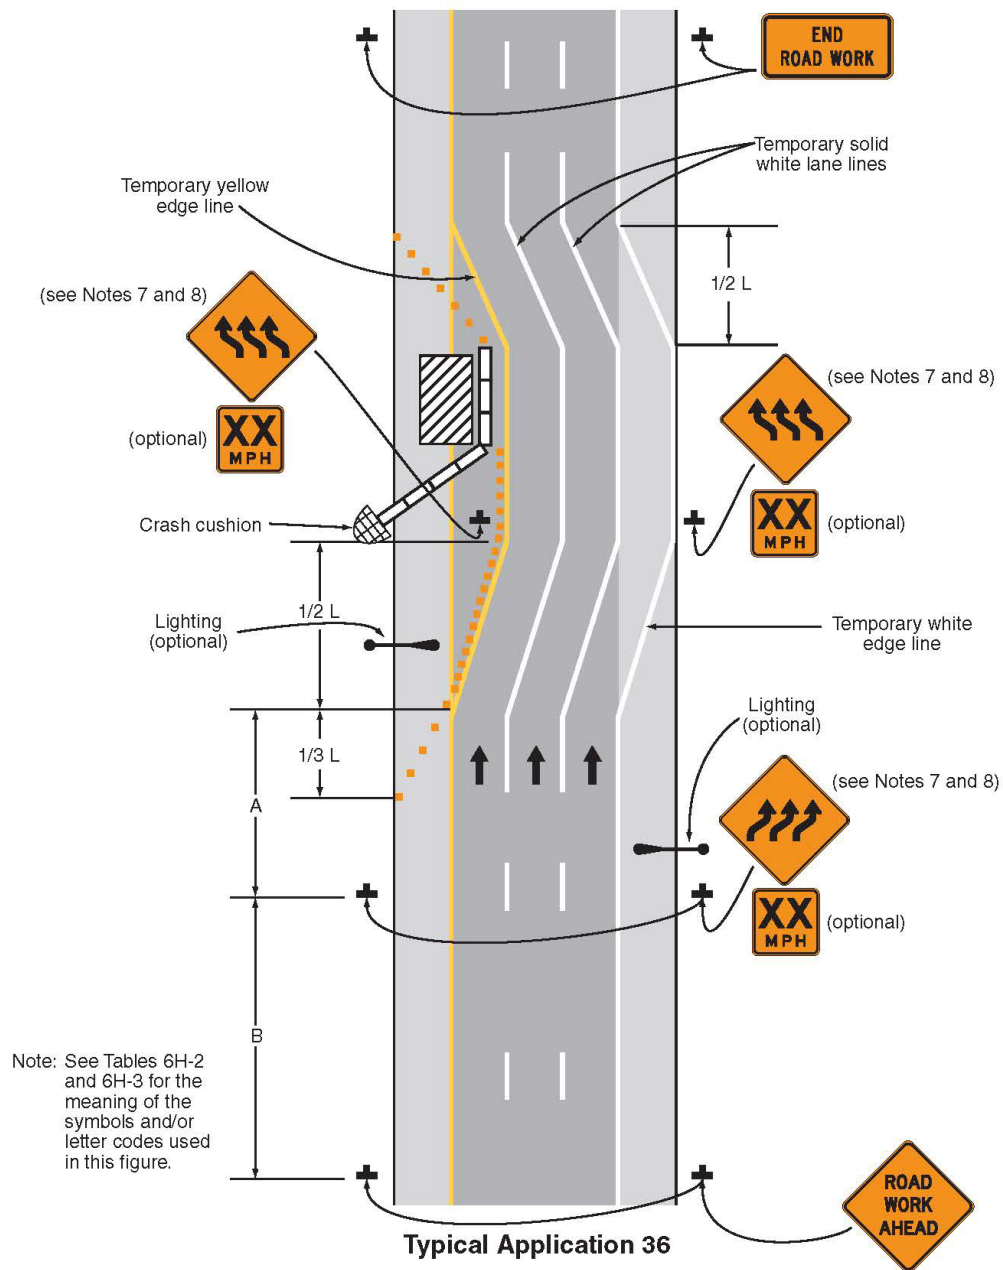 END
ROAD WORK
Temporary solid
white lane lines
Temporary yellow
edge line
1/2 L
(see Notes 7 and 8)
(see Notes 7 and 8)
XX
MPH
(optional)
XX
MPH
(optional)
Crash cushion
1/2 L
Lighting
(optional)
Temporary white
edge line
Lighting
(optional)
1/3 L
(see Notes 7 and 8)
A
XX
MPH
(optional)
B
Note: See Tables 6H-2
and 6H-3 for the
meaning of the
symbols and/or
letter codes used
in this figure.
ROAD
WORK
AHEAD
Typical Application 36